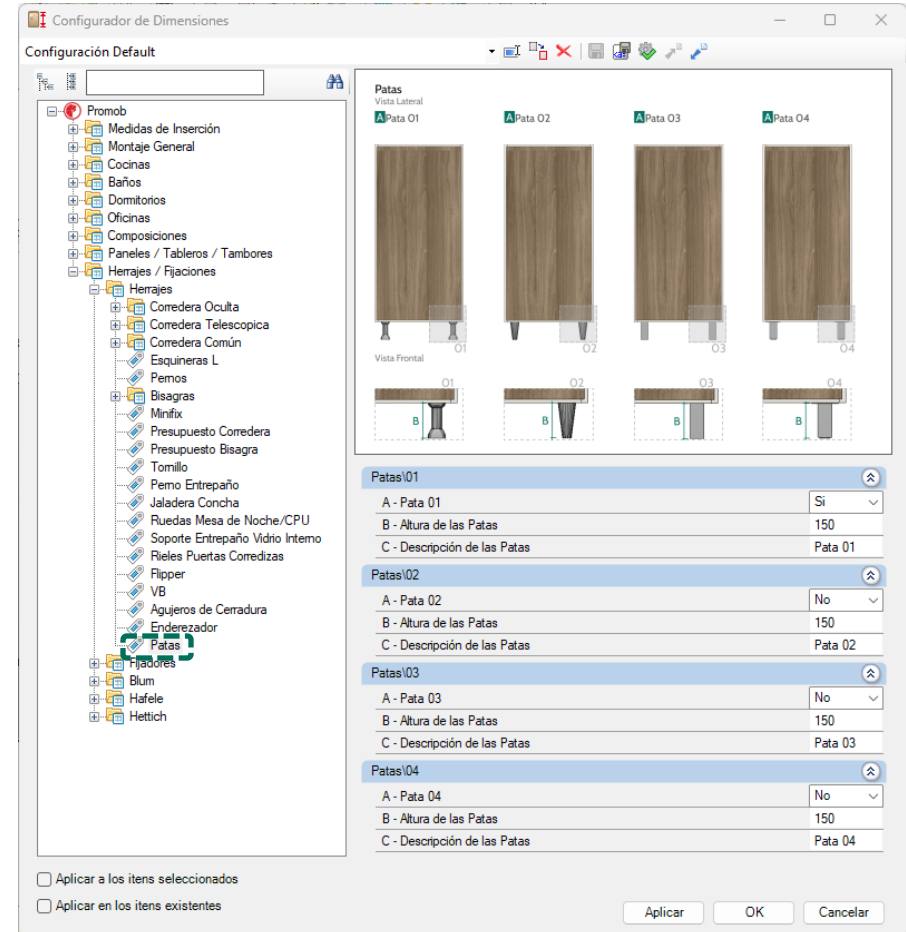 Configurador de Dimensiones
Configuración Default
Promob
Medidas de Inserción
Montaje General
Cocinas
Baños
Dormitorios
Oficinas
Composiciones
Paneles / Tableros / Tambores
Herrajes / Fijaciones
Herrajes
Corredera Oculta
Corredera Telescopica
Corredera Común
Esquineras L
Pernos
Bisagras
Minifix
Presupuesto Corredera
Presupuesto Bisagra
Tornillo
Perno Entrepaño
Jaladera Concha
Ruedas Mesa de Noche/CPU
Soporte Entrepaño Vidrio Interno
Rieles Puertas Corredizas
Flipper
VB
Agujeros de Cerradura
Enderezador
Patas
Fijadores
Blum
Hafele
Hettich
Patas
Vista Lateral
A Pata 01 A Pata 02 A Pata 03 A Pata 04
01 02 03 04
Vista Frontal
01 02 03 04
B B B B
Patas\01
A - Pata 01 Si
B - Altura de las Patas 150
C - Descripción de las Patas Pata 01
Patas\02
A - Pata 02 No
B - Altura de las Patas 150
C - Descripción de las Patas Pata 02
Patas\03
A - Pata 03 No
B - Altura de las Patas 150
C - Descripción de las Patas Pata 03
Patas\04
A - Pata 04 No
B - Altura de las Patas 150
C - Descripción de las Patas Pata 04
Aplicar a los itens seleccionados
Aplicar en los itens existentes
Aplicar OK Cancelar